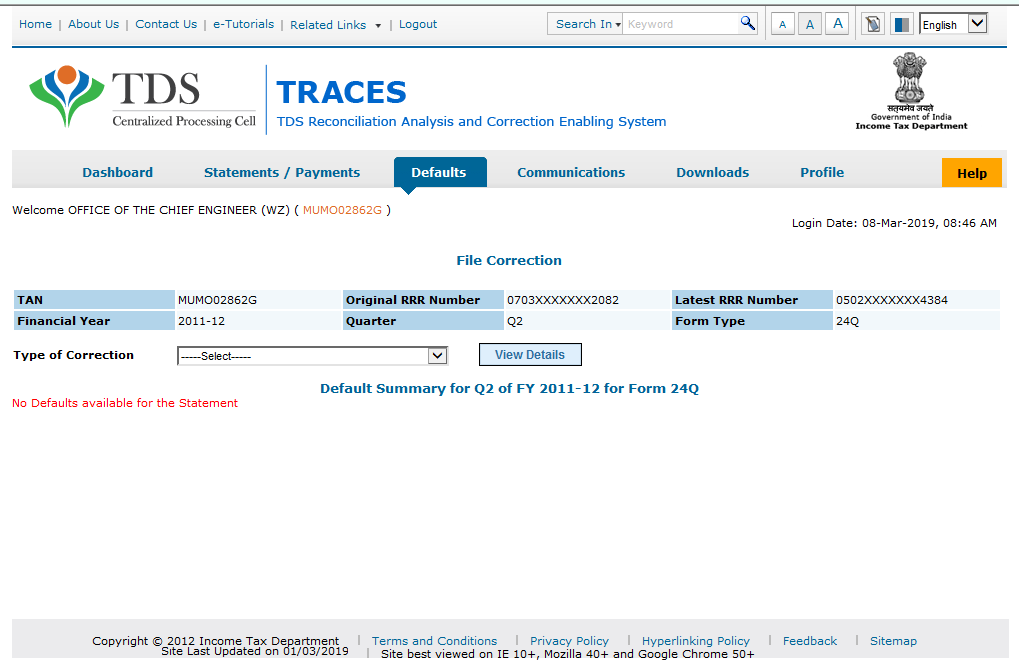 Home | About Us | Contact Us | e-Tutorials | Related Links | Logout Search In Keyword A A A English
TDS
Centralized Processing Cell
TRACES
TDS Reconciliation Analysis and Correction Enabling System
सत्यमेव जयते
Government of India
Income Tax Department
Dashboard Statements / Payments Defaults Communications Downloads Profile Help
Welcome OFFICE OF THE CHIEF ENGINEER (WZ) ( MUMO02862G )
Login Date: 08-Mar-2019, 08:46 AM
File Correction
TAN MUMO02862G Original RRR Number 0703XXXXXXX2082 Latest RRR Number 0502XXXXXXX4384
Financial Year 2011-12 Quarter Q2 Form Type 24Q
Type of Correction -----Select----- View Details
Default Summary for Q2 of FY 2011-12 for Form 24Q
No Defaults available for the Statement
Copyright © 2012 Income Tax Department | Terms and Conditions | Privacy Policy | Hyperlinking Policy | Feedback | Sitemap
Site Last Updated on 01/03/2019 | Site best viewed on IE 10+, Mozilla 40+ and Google Chrome 50+